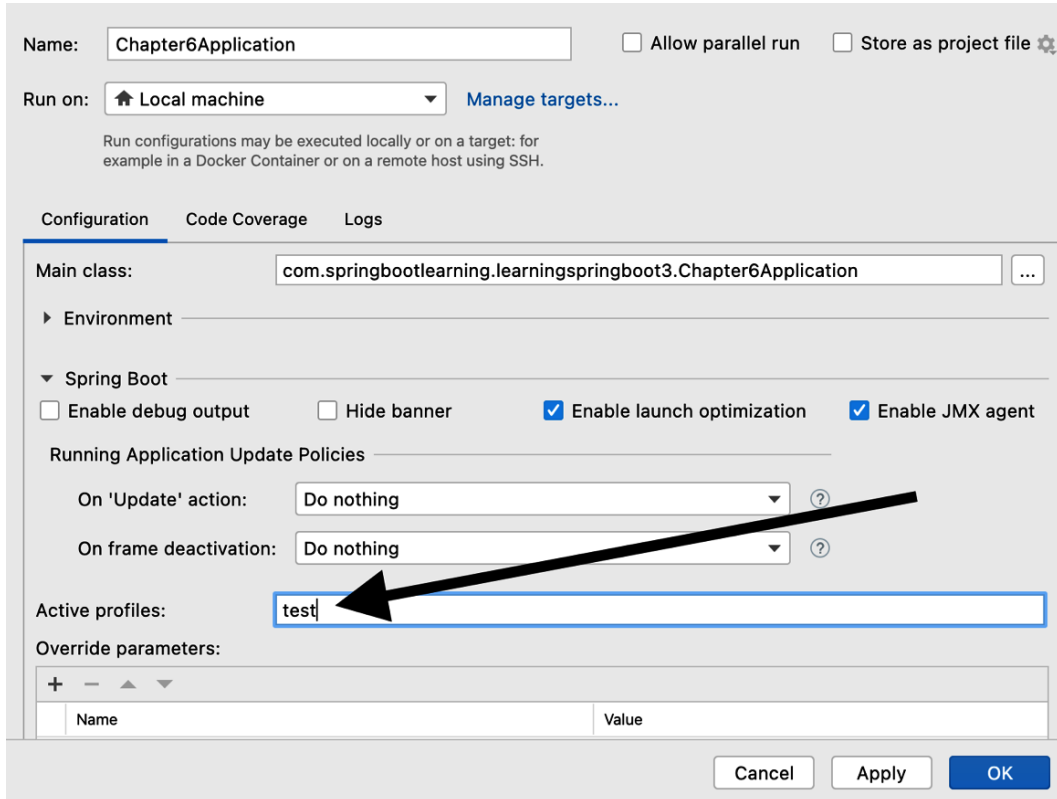 Name: Chapter6Application Allow parallel run Store as project file
Run on: Local machine Manage targets...
Run configurations may be executed locally or on a target: for
example in a Docker Container or on a remote host using SSH.
Configuration Code Coverage Logs
Main class: com.springbootlearning.learningspringboot3.Chapter6Application ...
Environment
Spring Boot
Enable debug output Hide banner Enable launch optimization Enable JMX agent
Running Application Update Policies
On 'Update' action: Do nothing ?
On frame deactivation: Do nothing ?
Active profiles: test
Override parameters:
+ −
Name Value
Cancel Apply OK